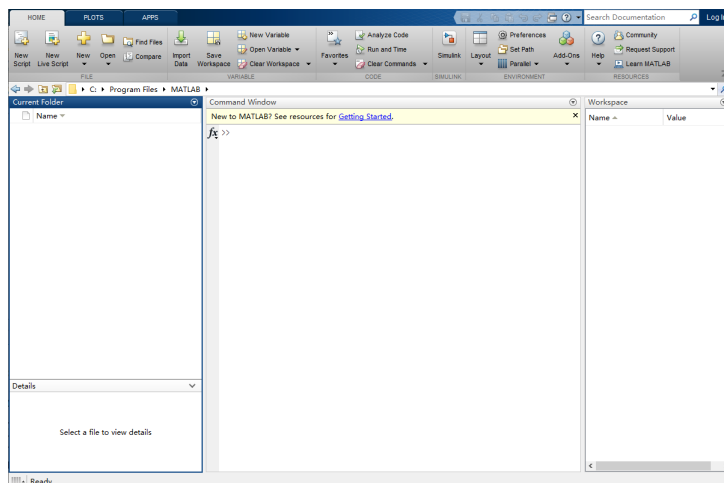 HOME PLOTS APPS Search Documentation Log In
New Script
New Live Script
New
Open
Find Files
Compare
Import Data
Save Workspace
New Variable
Open Variable
Clear Workspace
Favorites
Analyze Code
Run and Time
Clear Commands
Simulink
Layout
Preferences
Set Path
Parallel
Add-Ons
Help
Community
Request Support
Learn MATLAB
FILE VARIABLE CODE SIMULINK ENVIRONMENT RESOURCES
C: Program Files MATLAB
Current Folder
Name
Command Window
New to MATLAB? See resources for Getting Started.
fx >>
Workspace
Name Value
Details
Select a file to view details
Ready